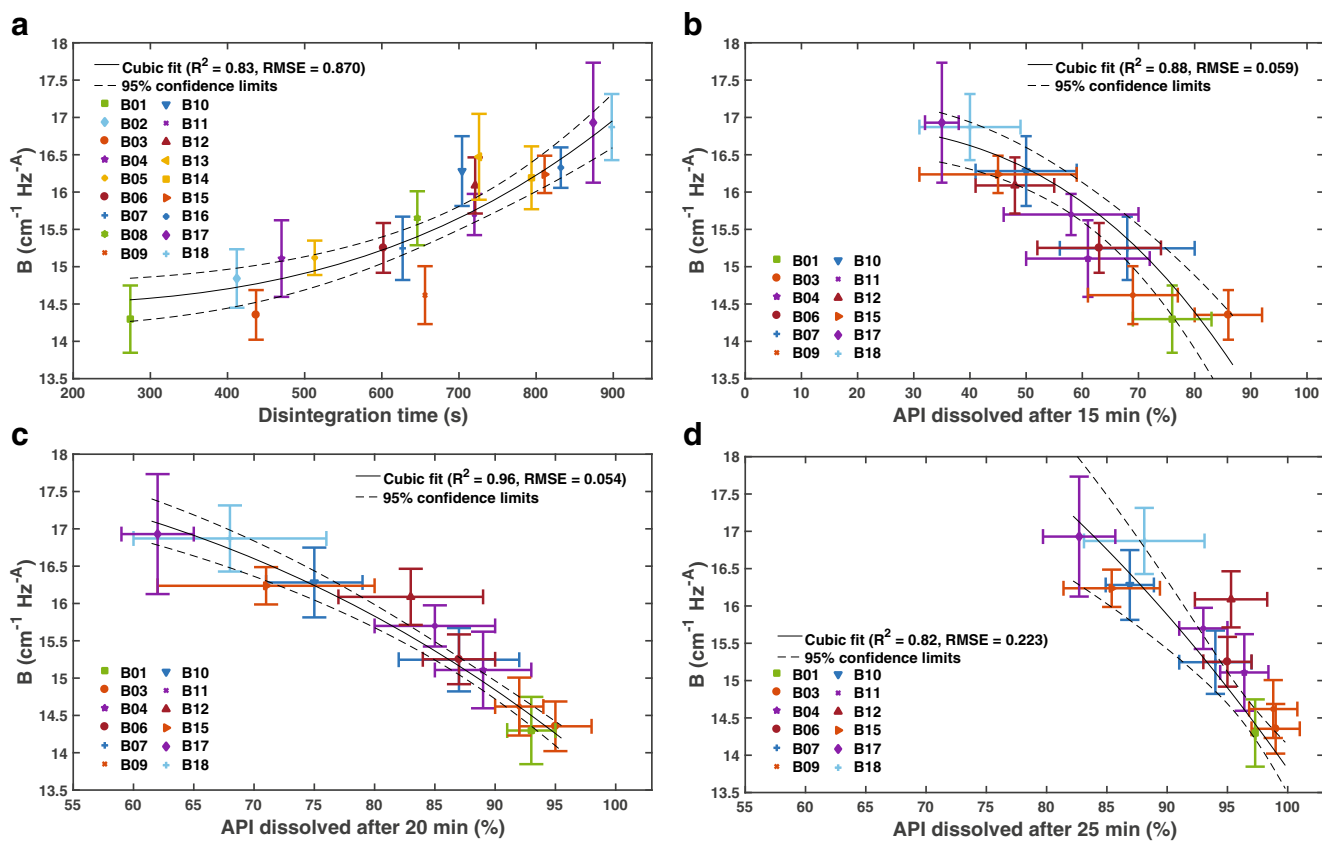 a
18
17.5
17
16.5
16
15.5
15
14.5
14
13.5
B (cm⁻¹ Hz⁻ᴬ)
Cubic fit (R² = 0.83, RMSE = 0.870)
95% confidence limits
B01 B10
B02 B11
B03 B12
B04 B13
B05 B14
B06 B15
B07 B16
B08 B17
B09 B18
200 300 400 500 600 700 800 900
Disintegration time (s)
b
18
17.5
17
16.5
16
15.5
15
14.5
14
13.5
B (cm⁻¹ Hz⁻ᴬ)
Cubic fit (R² = 0.88, RMSE = 0.059)
95% confidence limits
B01 B10
B03 B11
B04 B12
B06 B15
B07 B17
B09 B18
0 10 20 30 40 50 60 70 80 90 100
API dissolved after 15 min (%)
c
18
17.5
17
16.5
16
15.5
15
14.5
14
13.5
B (cm⁻¹ Hz⁻ᴬ)
Cubic fit (R² = 0.96, RMSE = 0.054)
95% confidence limits
B01 B10
B03 B11
B04 B12
B06 B15
B07 B17
B09 B18
55 60 65 70 75 80 85 90 95 100
API dissolved after 20 min (%)
d
18
17.5
17
16.5
16
15.5
15
14.5
14
13.5
B (cm⁻¹ Hz⁻ᴬ)
Cubic fit (R² = 0.82, RMSE = 0.223)
95% confidence limits
B01 B10
B03 B11
B04 B12
B06 B15
B07 B17
B09 B18
55 60 65 70 75 80 85 90 95 100
API dissolved after 25 min (%)